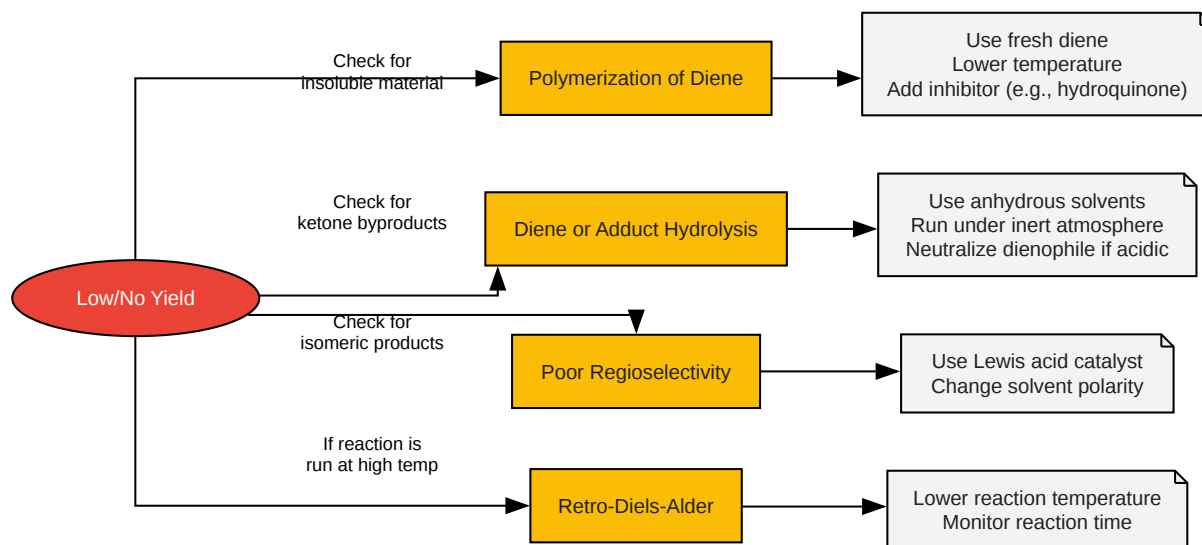 Check for
insoluble material
Polymerization of Diene
Use fresh diene
Lower temperature
Add inhibitor (e.g., hydroquinone)
Check for
ketone byproducts
Diene or Adduct Hydrolysis
Use anhydrous solvents
Run under inert atmosphere
Neutralize dienophile if acidic
Low/No Yield
Check for
isomeric products
Poor Regioselectivity
Use Lewis acid catalyst
Change solvent polarity
If reaction is
run at high temp
Retro-Diels-Alder
Lower reaction temperature
Monitor reaction time